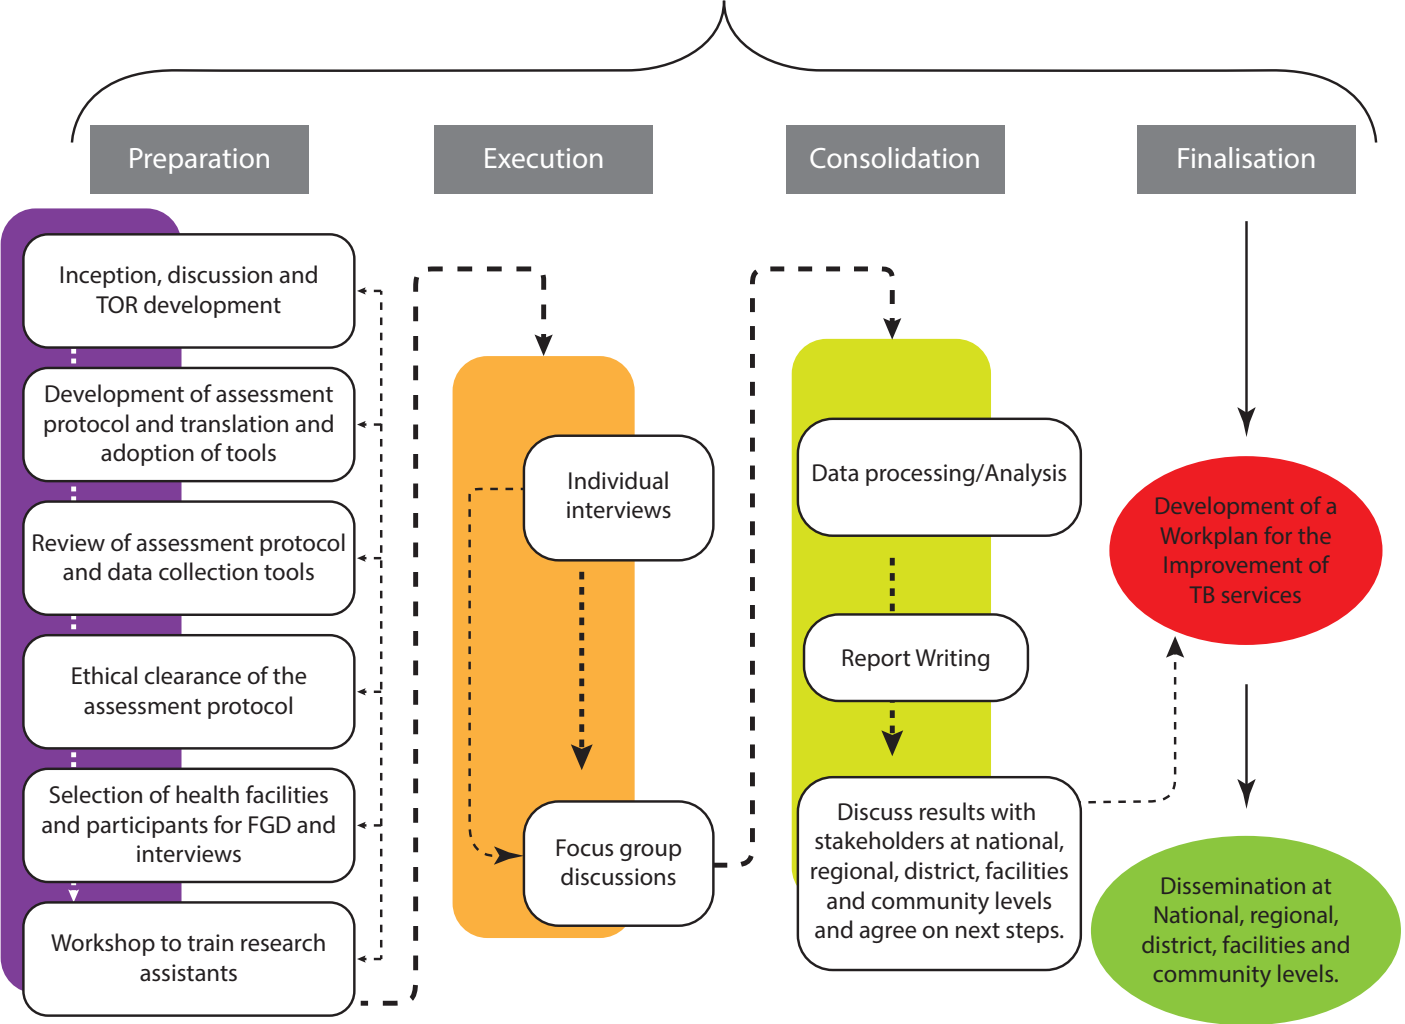 Preparation
Execution
Consolidation
Finalisation
Inception, discussion and
TOR development
Development of assessment
protocol and translation and
adoption of tools
Review of assessment protocol
and data collection tools
Ethical clearance of the
assessment protocol
Selection of health facilities
and participants for FGD and
interviews
Workshop to train research
assistants
Individual
interviews
Focus group
discussions
Data processing/Analysis
Report Writing
Discuss results with
stakeholders at national,
regional, district, facilities
and community levels
and agree on next steps.
Development of a
Workplan for the
Improvement of
TB services
Dissemination at
National, regional,
district, facilities and
community levels.